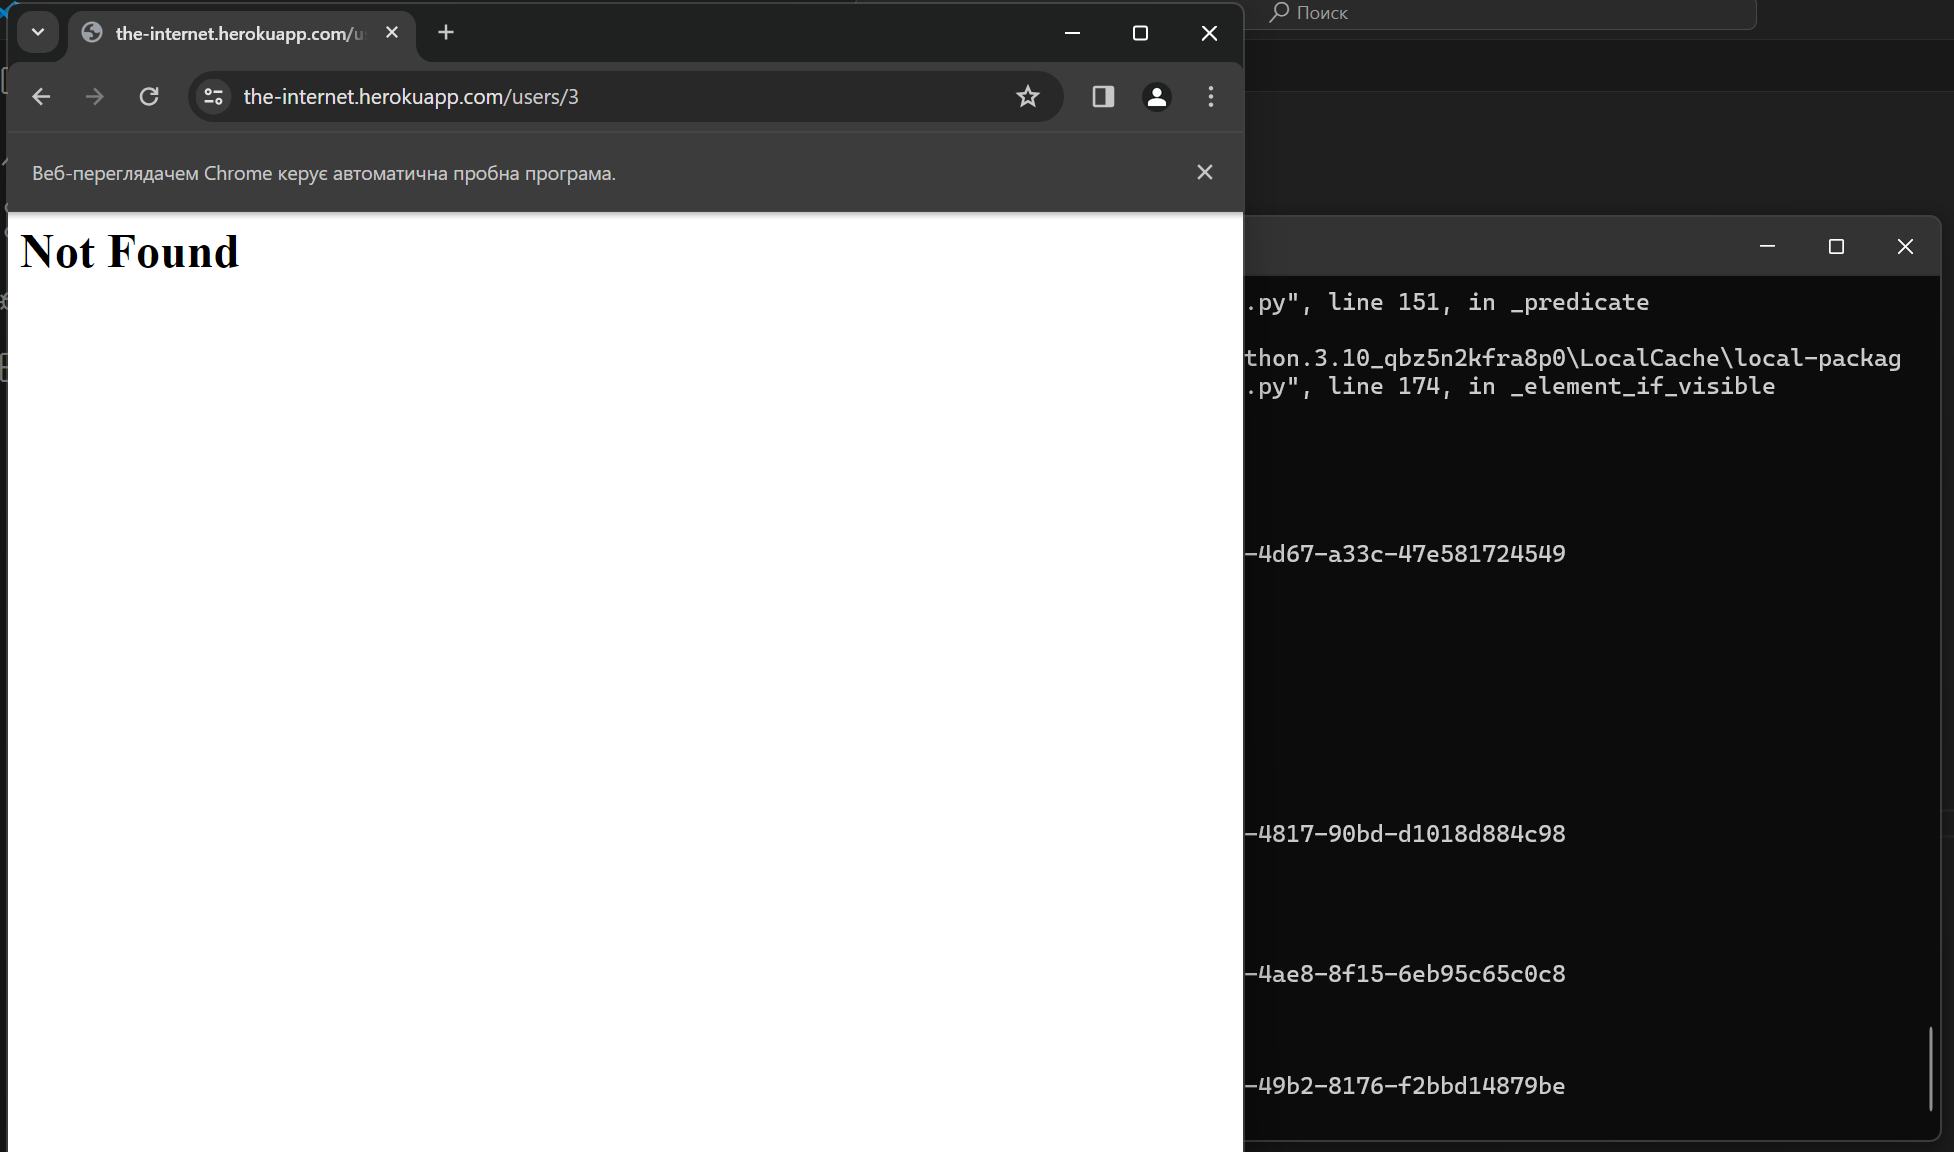 the-internet.herokuapp.com/u
Поиск
the-internet.herokuapp.com/users/3
Веб-переглядачем Chrome керує автоматична пробна програма.
Not Found
.py", line 151, in _predicate
thon.3.10_qbz5n2kfra8p0\LocalCache\local-packag
.py", line 174, in _element_if_visible
-4d67-a33c-47e581724549
-4817-90bd-d1018d884c98
-4ae8-8f15-6eb95c65c0c8
-49b2-8176-f2bbd14879be